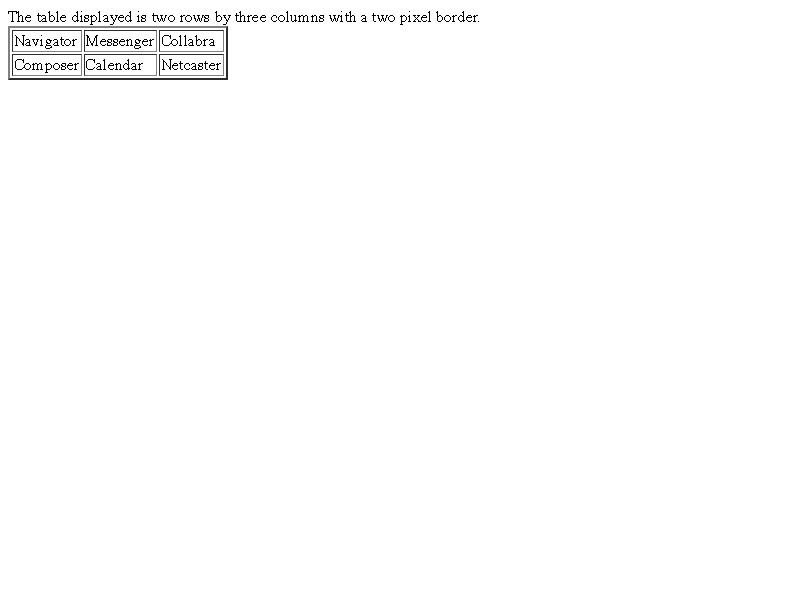 The table displayed is two rows by three columns with a two pixel border.
Navigator Messenger Collabra
Composer Calendar Netcaster